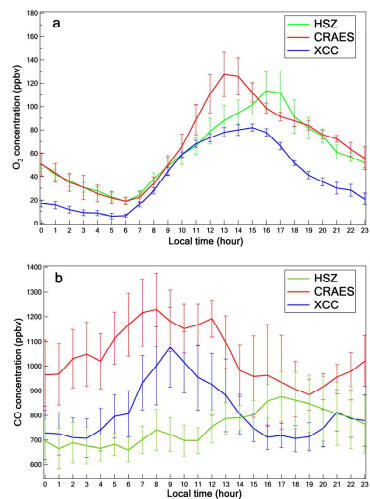 a
HSZ
CRAES
XCC
180
160
140
120
100
80
60
40
20
O3 concentration (ppbv)
0 1 2 3 4 5 6 7 8 9 10 11 12 13 14 15 16 17 18 19 20 21 22 23
Local time (hour)
b
HSZ
CRAES
XCC
1400
1300
1200
1100
1000
900
800
700
600
CC concentration (ppbv)
0 1 2 3 4 5 6 7 8 9 10 11 12 13 14 15 16 17 18 19 20 21 22 23
Local time (hour)